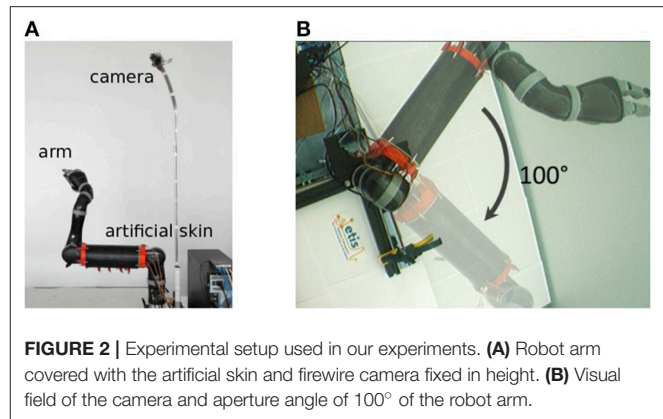 A
B
camera
arm
artificial skin
100°
etis
FIGURE 2 | Experimental setup used in our experiments. (A) Robot arm
covered with the artificial skin and firewire camera fixed in height. (B) Visual
field of the camera and aperture angle of 100° of the robot arm.